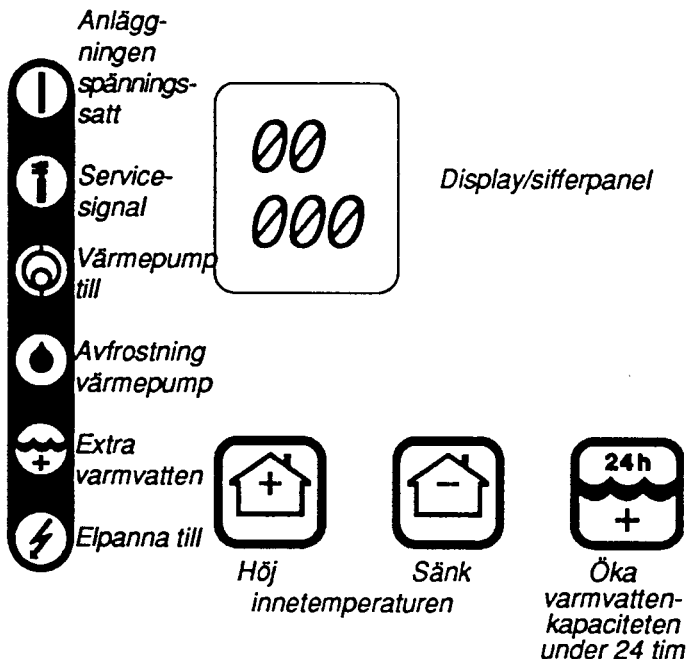 Anlägg-
ningen
spännings-
satt
Service-
signal
Värmepump
till
Avfrostning
värmepump
Extra
varmvatten
Elpanna till
00
000
Display/sifferpanel
+
-
24h
+
Höj
Sänk
innetemperaturen
Öka
varmvatten-
kapaciteten
under 24 tim